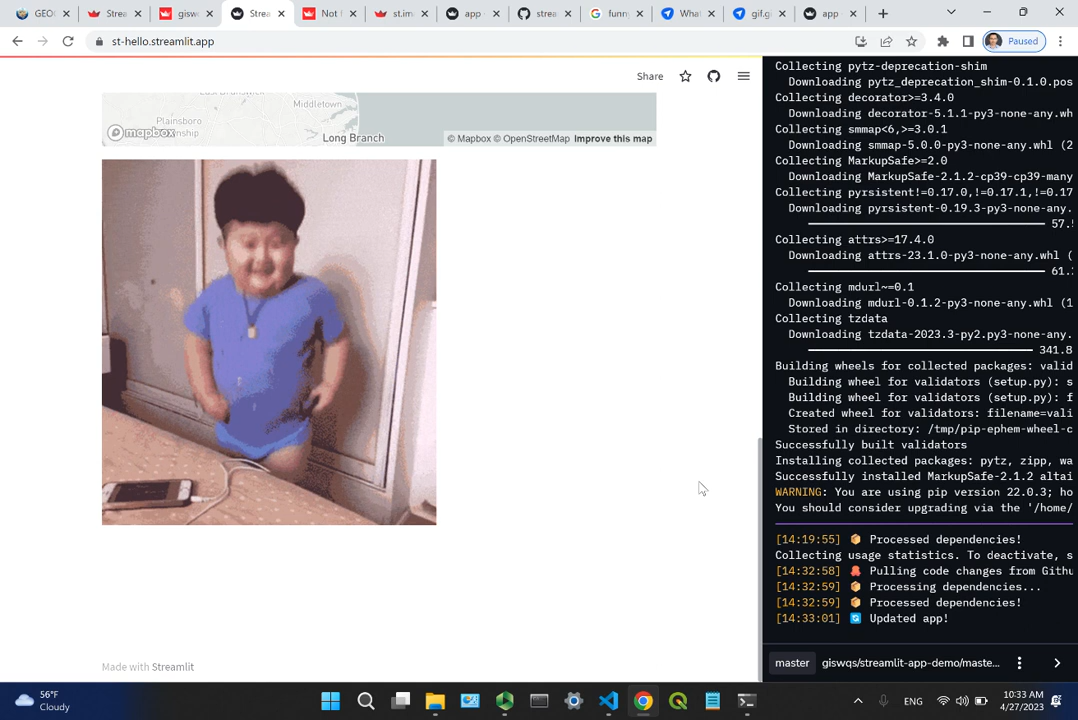 GEO
Strea
gisw
Strea
Not f
st.im
app
strea
funny
What
gif.gi
app
st-hello.streamlit.app
Paused
Share
East Brunswick
Middletown
Plainsboro
Township
mapbox
Long Branch
© Mapbox © OpenStreetMap Improve this map
Made with Streamlit
Collecting pytz-deprecation-shim
Downloading pytz_deprecation_shim-0.1.0.pos
Collecting decorator>=3.4.0
Downloading decorator-5.1.1-py3-none-any.wh
Collecting smmap<6,>=3.0.1
Downloading smmap-5.0.0-py3-none-any.whl (2
Collecting MarkupSafe>=2.0
Downloading MarkupSafe-2.1.2-cp39-cp39-many
Collecting pyrsistent!=0.17.0,!=0.17.1,!=0.17
Downloading pyrsistent-0.19.3-py3-none-any.
57.
Collecting attrs>=17.4.0
Downloading attrs-23.1.0-py3-none-any.whl (
61.
Collecting mdurl~=0.1
Downloading mdurl-0.1.2-py3-none-any.whl (1
Collecting tzdata
Downloading tzdata-2023.3-py2.py3-none-any.
341.8
Building wheels for collected packages: valid
Building wheel for validators (setup.py): s
Building wheel for validators (setup.py): f
Created wheel for validators: filename=vali
Stored in directory: /tmp/pip-ephem-wheel-c
Successfully built validators
Installing collected packages: pytz, zipp, wa
Successfully installed MarkupSafe-2.1.2 altai
WARNING: You are using pip version 22.0.3; ho
You should consider upgrading via the '/home/
[14:19:55] 📦 Processed dependencies!
Collecting usage statistics. To deactivate, s
[14:32:58] 🐙 Pulling code changes from Githu
[14:32:59] 📦 Processing dependencies...
[14:32:59] 📦 Processed dependencies!
[14:33:01] 🔄 Updated app!
master giswqs/streamlit-app-demo/maste...
56°F
Cloudy
ENG
10:33 AM
4/27/2023